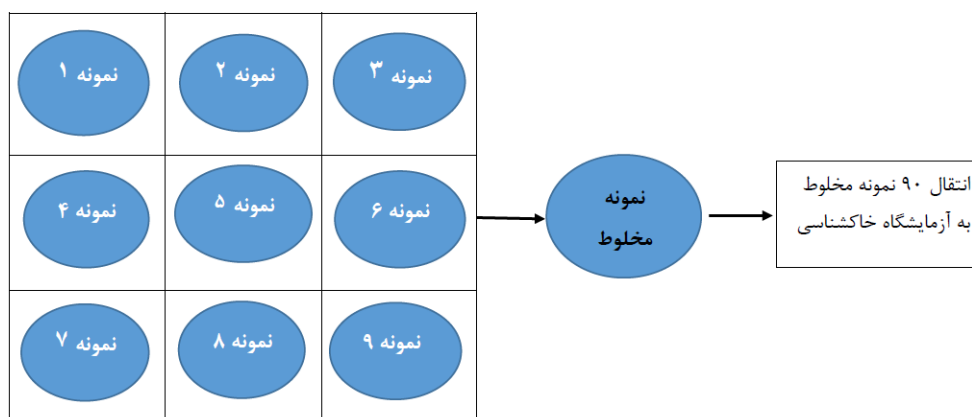 نمونه ۱
نمونه ۲
نمونه ۳
نمونه ۴
نمونه ۵
نمونه ۶
نمونه ۷
نمونه ۸
نمونه ۹
نمونه
مخلوط
انتقال ۹۰ نمونه مخلوط
به آزمایشگاه خاکشناسی